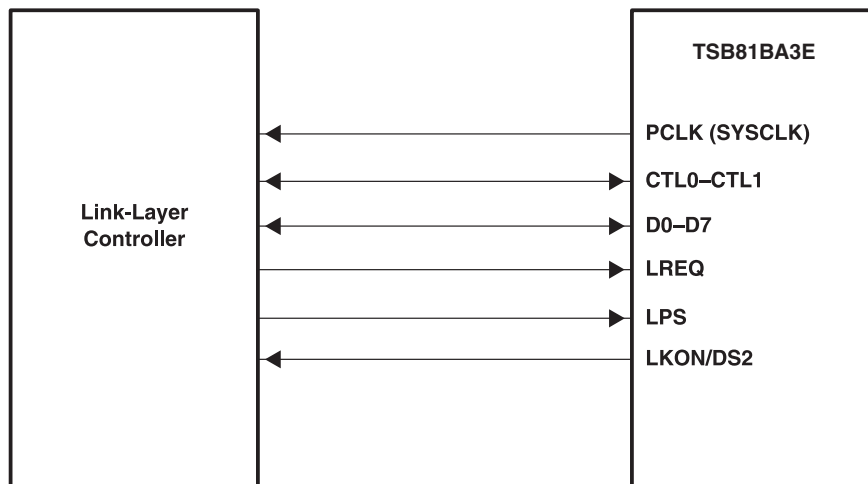 TSB81BA3E
PCLK (SYSCLK)
CTL0–CTL1
Link-Layer
Controller
D0–D7
LREQ
LPS
LKON/DS2